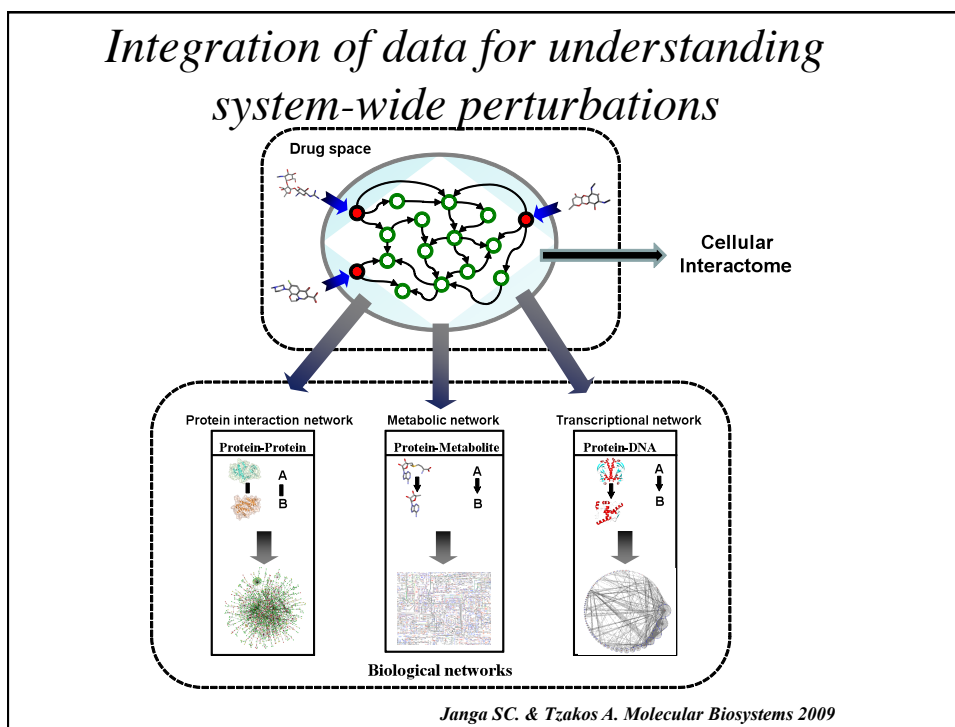 Integration of data for understanding
system-wide perturbations
Drug space
Cellular
Interactome
Protein interaction network
Metabolic network
Transcriptional network
Protein-Protein
A
B
Protein-Metabolite
A
B
Protein-DNA
A
B
Biological networks
Janga SC. & Tzakos A. Molecular Biosystems 2009